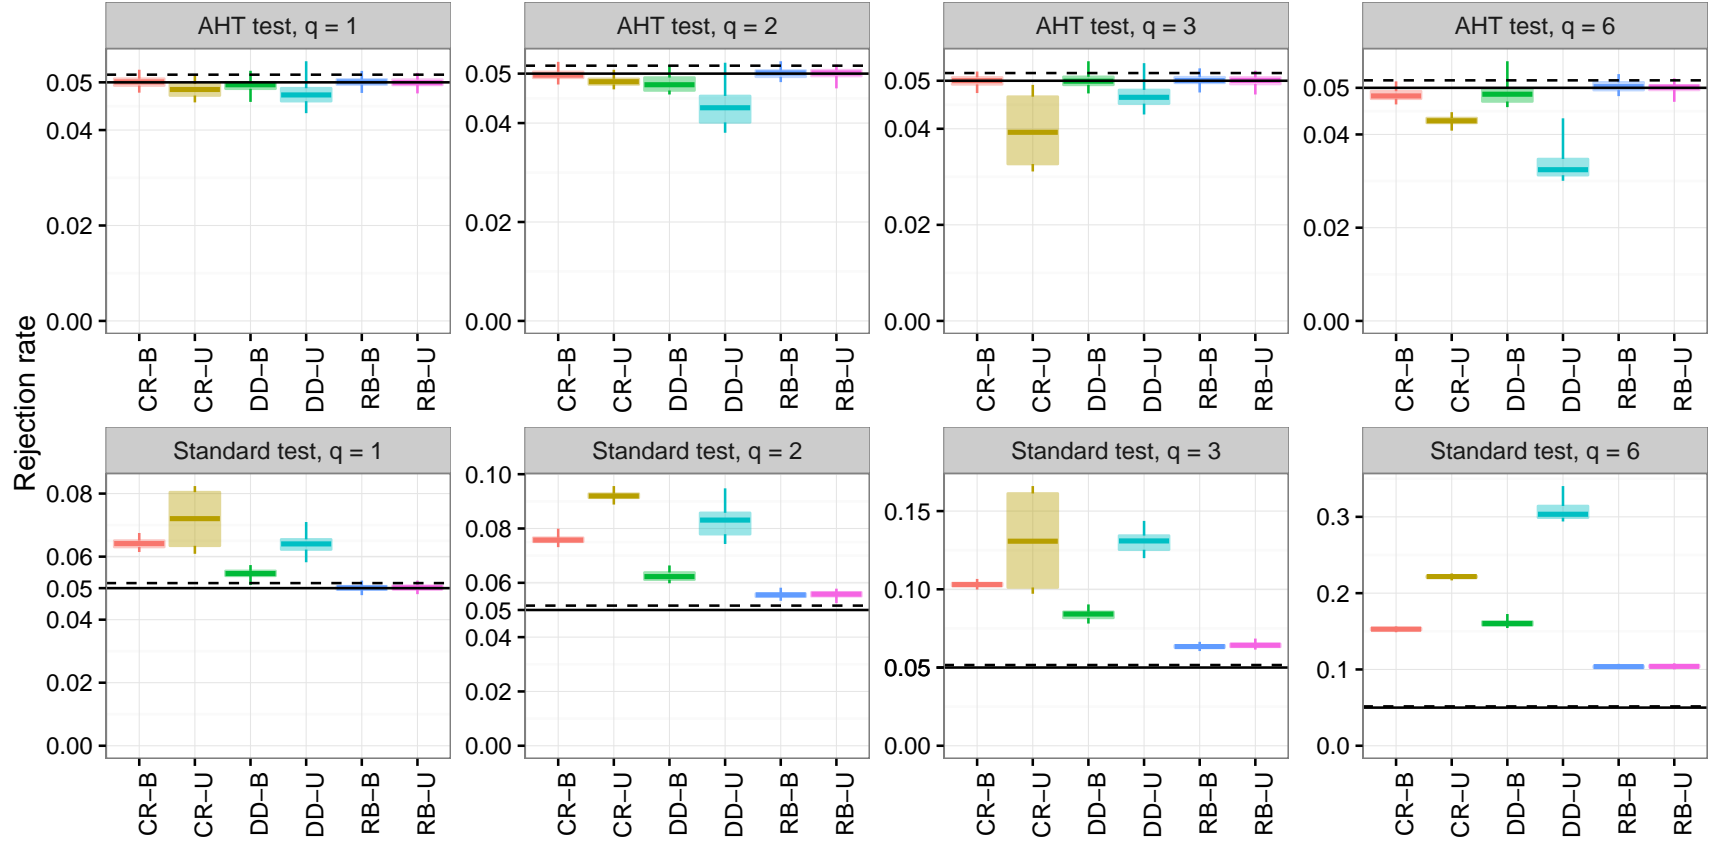 AHT test, q = 1
AHT test, q = 2
AHT test, q = 3
AHT test, q = 6
0.05
0.04
0.02
0.00
0.05
0.04
0.02
0.00
0.05
0.04
0.02
0.00
0.05
0.04
0.02
0.00
CR−B
CR−U
DD−B
DD−U
RB−B
RB−U
CR−B
CR−U
DD−B
DD−U
RB−B
RB−U
CR−B
CR−U
DD−B
DD−U
RB−B
RB−U
CR−B
CR−U
DD−B
DD−U
RB−B
RB−U
Rejection rate
Standard test, q = 1
Standard test, q = 2
Standard test, q = 3
Standard test, q = 6
0.08
0.06
0.05
0.04
0.02
0.00
0.10
0.08
0.06
0.05
0.04
0.02
0.00
0.15
0.10
0.05
0.00
0.3
0.2
0.1
0.0
CR−B
CR−U
DD−B
DD−U
RB−B
RB−U
CR−B
CR−U
DD−B
DD−U
RB−B
RB−U
CR−B
CR−U
DD−B
DD−U
RB−B
RB−U
CR−B
CR−U
DD−B
DD−U
RB−B
RB−U